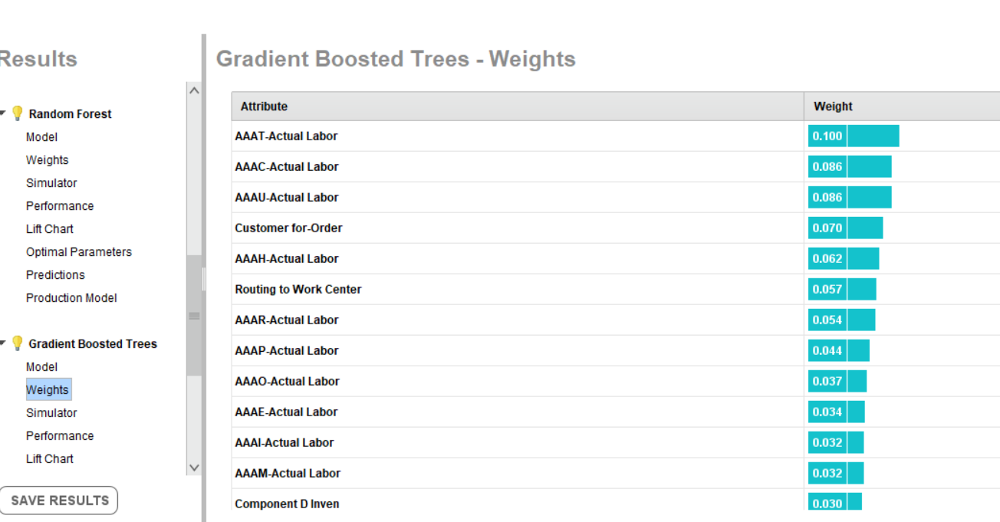 Results
Random Forest
Model
Weights
Simulator
Performance
Lift Chart
Optimal Parameters
Predictions
Production Model
Gradient Boosted Trees
Model
Weights
Simulator
Performance
Lift Chart
SAVE RESULTS
Gradient Boosted Trees - Weights
Attribute Weight
AAAT-Actual Labor 0.100
AAAC-Actual Labor 0.086
AAAU-Actual Labor 0.086
Customer for-Order 0.070
AAAH-Actual Labor 0.062
Routing to Work Center 0.057
AAAR-Actual Labor 0.054
AAAP-Actual Labor 0.044
AAAO-Actual Labor 0.037
AAAE-Actual Labor 0.034
AAAI-Actual Labor 0.032
AAAM-Actual Labor 0.032
Component D Inven 0.030